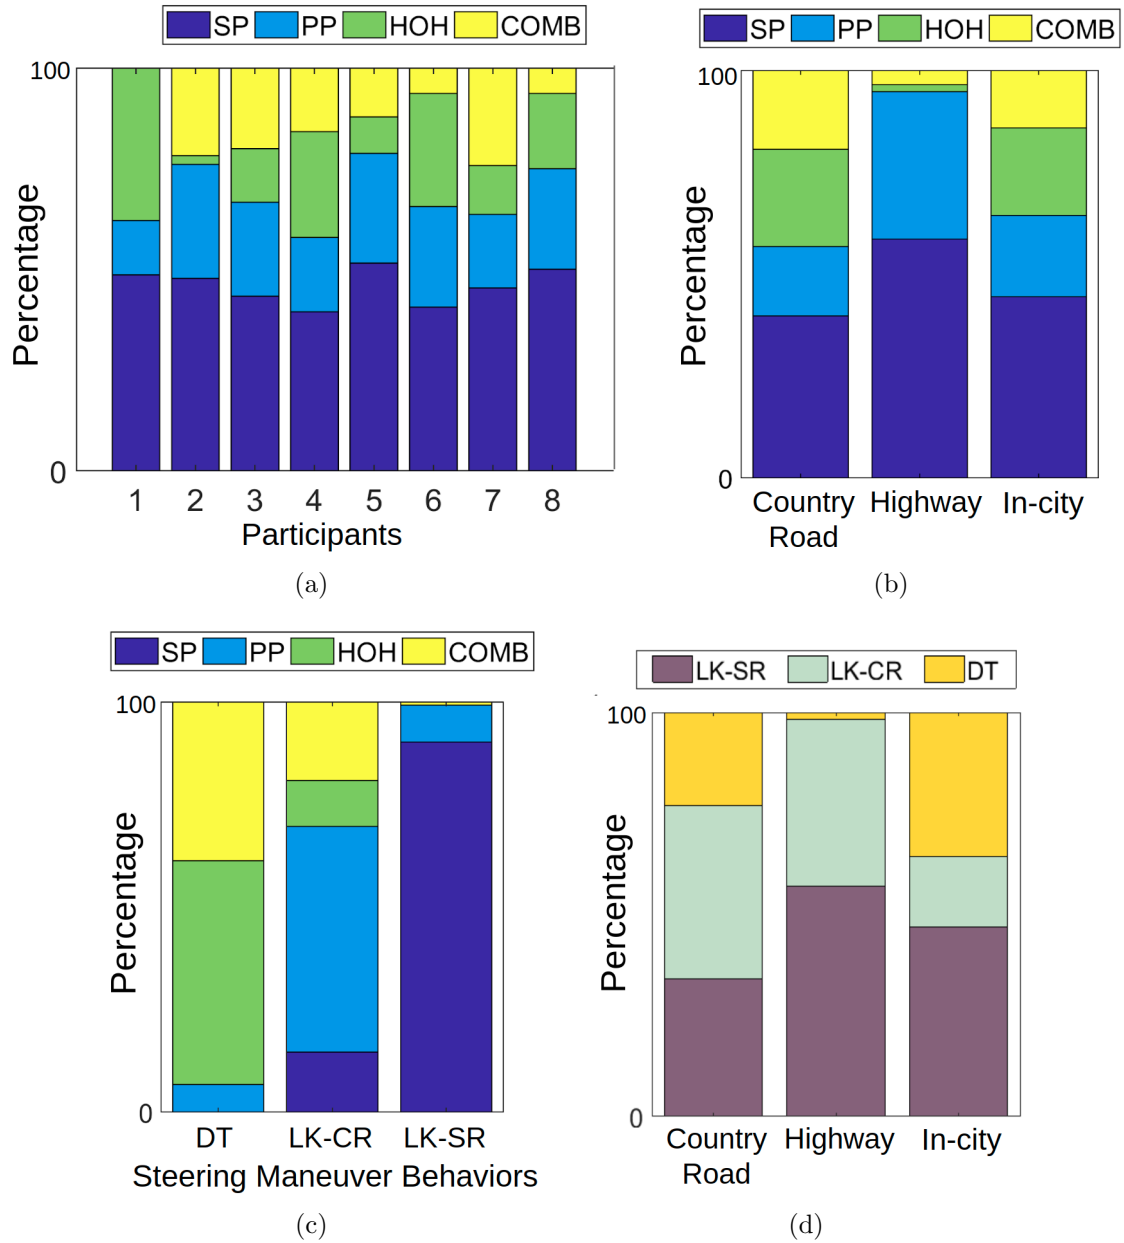 SP PP HOH COMB
100
Percentage
0
1 2 3 4 5 6 7 8
Participants
(a)
SP PP HOH COMB
100
Percentage
0
Country Highway In-city
Road
(b)
SP PP HOH COMB
100
Percentage
0
DT LK-CR LK-SR
Steering Maneuver Behaviors
(c)
LK-SR LK-CR DT
100
Percentage
0
Country Highway In-city
Road
(d)